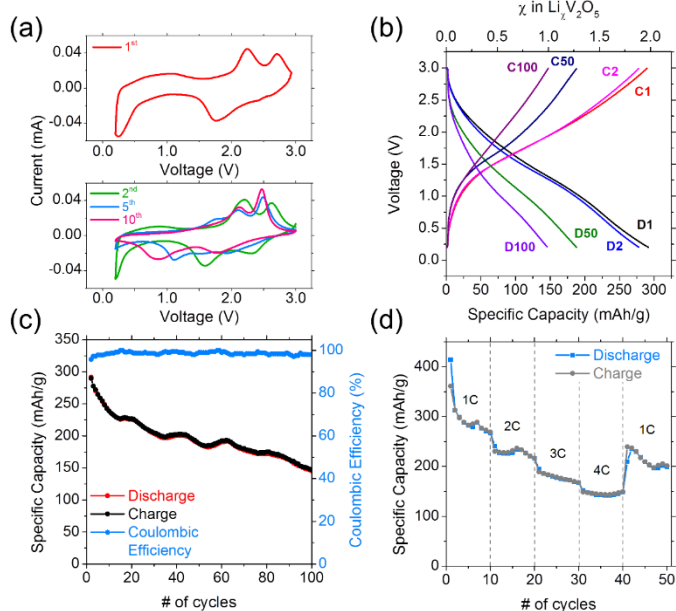 (a)
1st
0.04
0.00
-0.04
0.0
1.0
2.0
3.0
Voltage (V)
Current (mA)
2nd
5th
10th
0.04
0.00
-0.04
0.0
1.0
2.0
3.0
Voltage (V)
(b)
χ in LiχV2O5
0.0
0.5
1.0
1.5
2.0
C100
C50
C2
C1
D1
D2
D50
D100
3.0
2.5
2.0
1.5
1.0
0.5
0.0
Voltage (V)
0
50
100
150
200
250
300
Specific Capacity (mAh/g)
(c)
350
300
250
200
150
100
50
0
Specific Capacity (mAh/g)
Discharge
Charge
Coulombic
Efficiency
100
80
60
40
20
0
Coulombic Efficiency (%)
0
20
40
60
80
100
# of cycles
(d)
Discharge
Charge
1C
2C
3C
4C
1C
400
300
200
100
0
Specific Capacity (mAh/g)
0
10
20
30
40
50
# of cycles